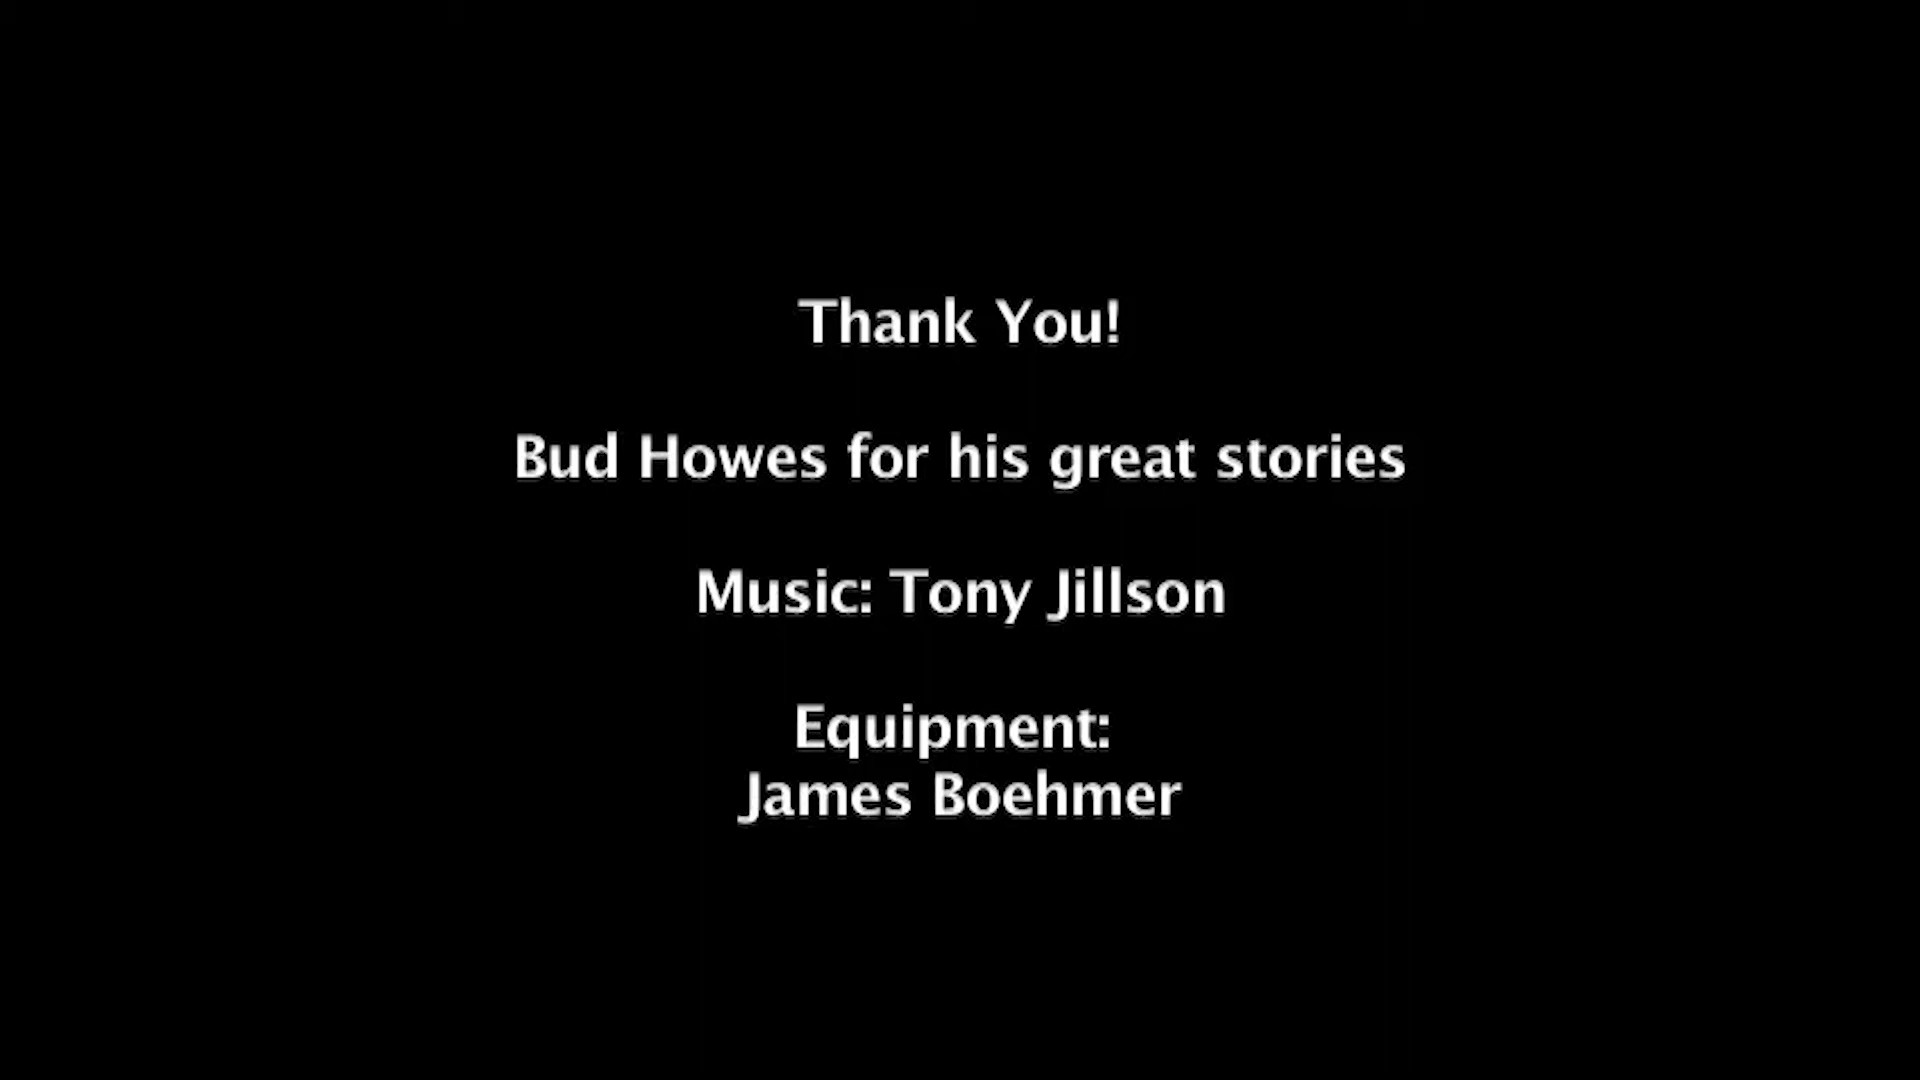 Thank You!
Bud Howes for his great stories
Music: Tony Jillson
Equipment:
James Boehmer